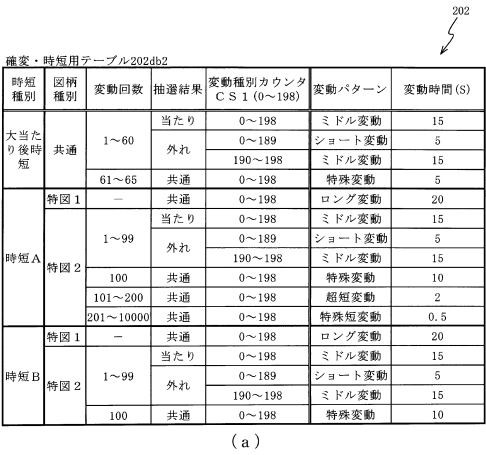 202
確変・時短用テーブル202db2
時短種別 図柄種別 変動回数 抽選結果 変動種別カウンタCS1(0～198) 変動パターン 変動時間(S)
大当たり後時短 共通 1～60 当たり 0～198 ミドル変動 15
外れ 0～189 ショート変動 5
190～198 ミドル変動 15
61～65 共通 0～198 特殊変動 5
時短A 特図1 － 共通 0～198 ロング変動 20
特図2 1～99 当たり 0～198 ミドル変動 15
外れ 0～189 ショート変動 5
190～198 ミドル変動 15
100 共通 0～198 特殊変動 10
101～200 共通 0～198 超短変動 2
201～10000 共通 0～198 特殊短変動 0.5
時短B 特図1 － 共通 0～198 ロング変動 20
特図2 1～99 当たり 0～198 ミドル変動 15
外れ 0～189 ショート変動 5
190～198 ミドル変動 15
100 共通 0～198 特殊変動 10
(a)